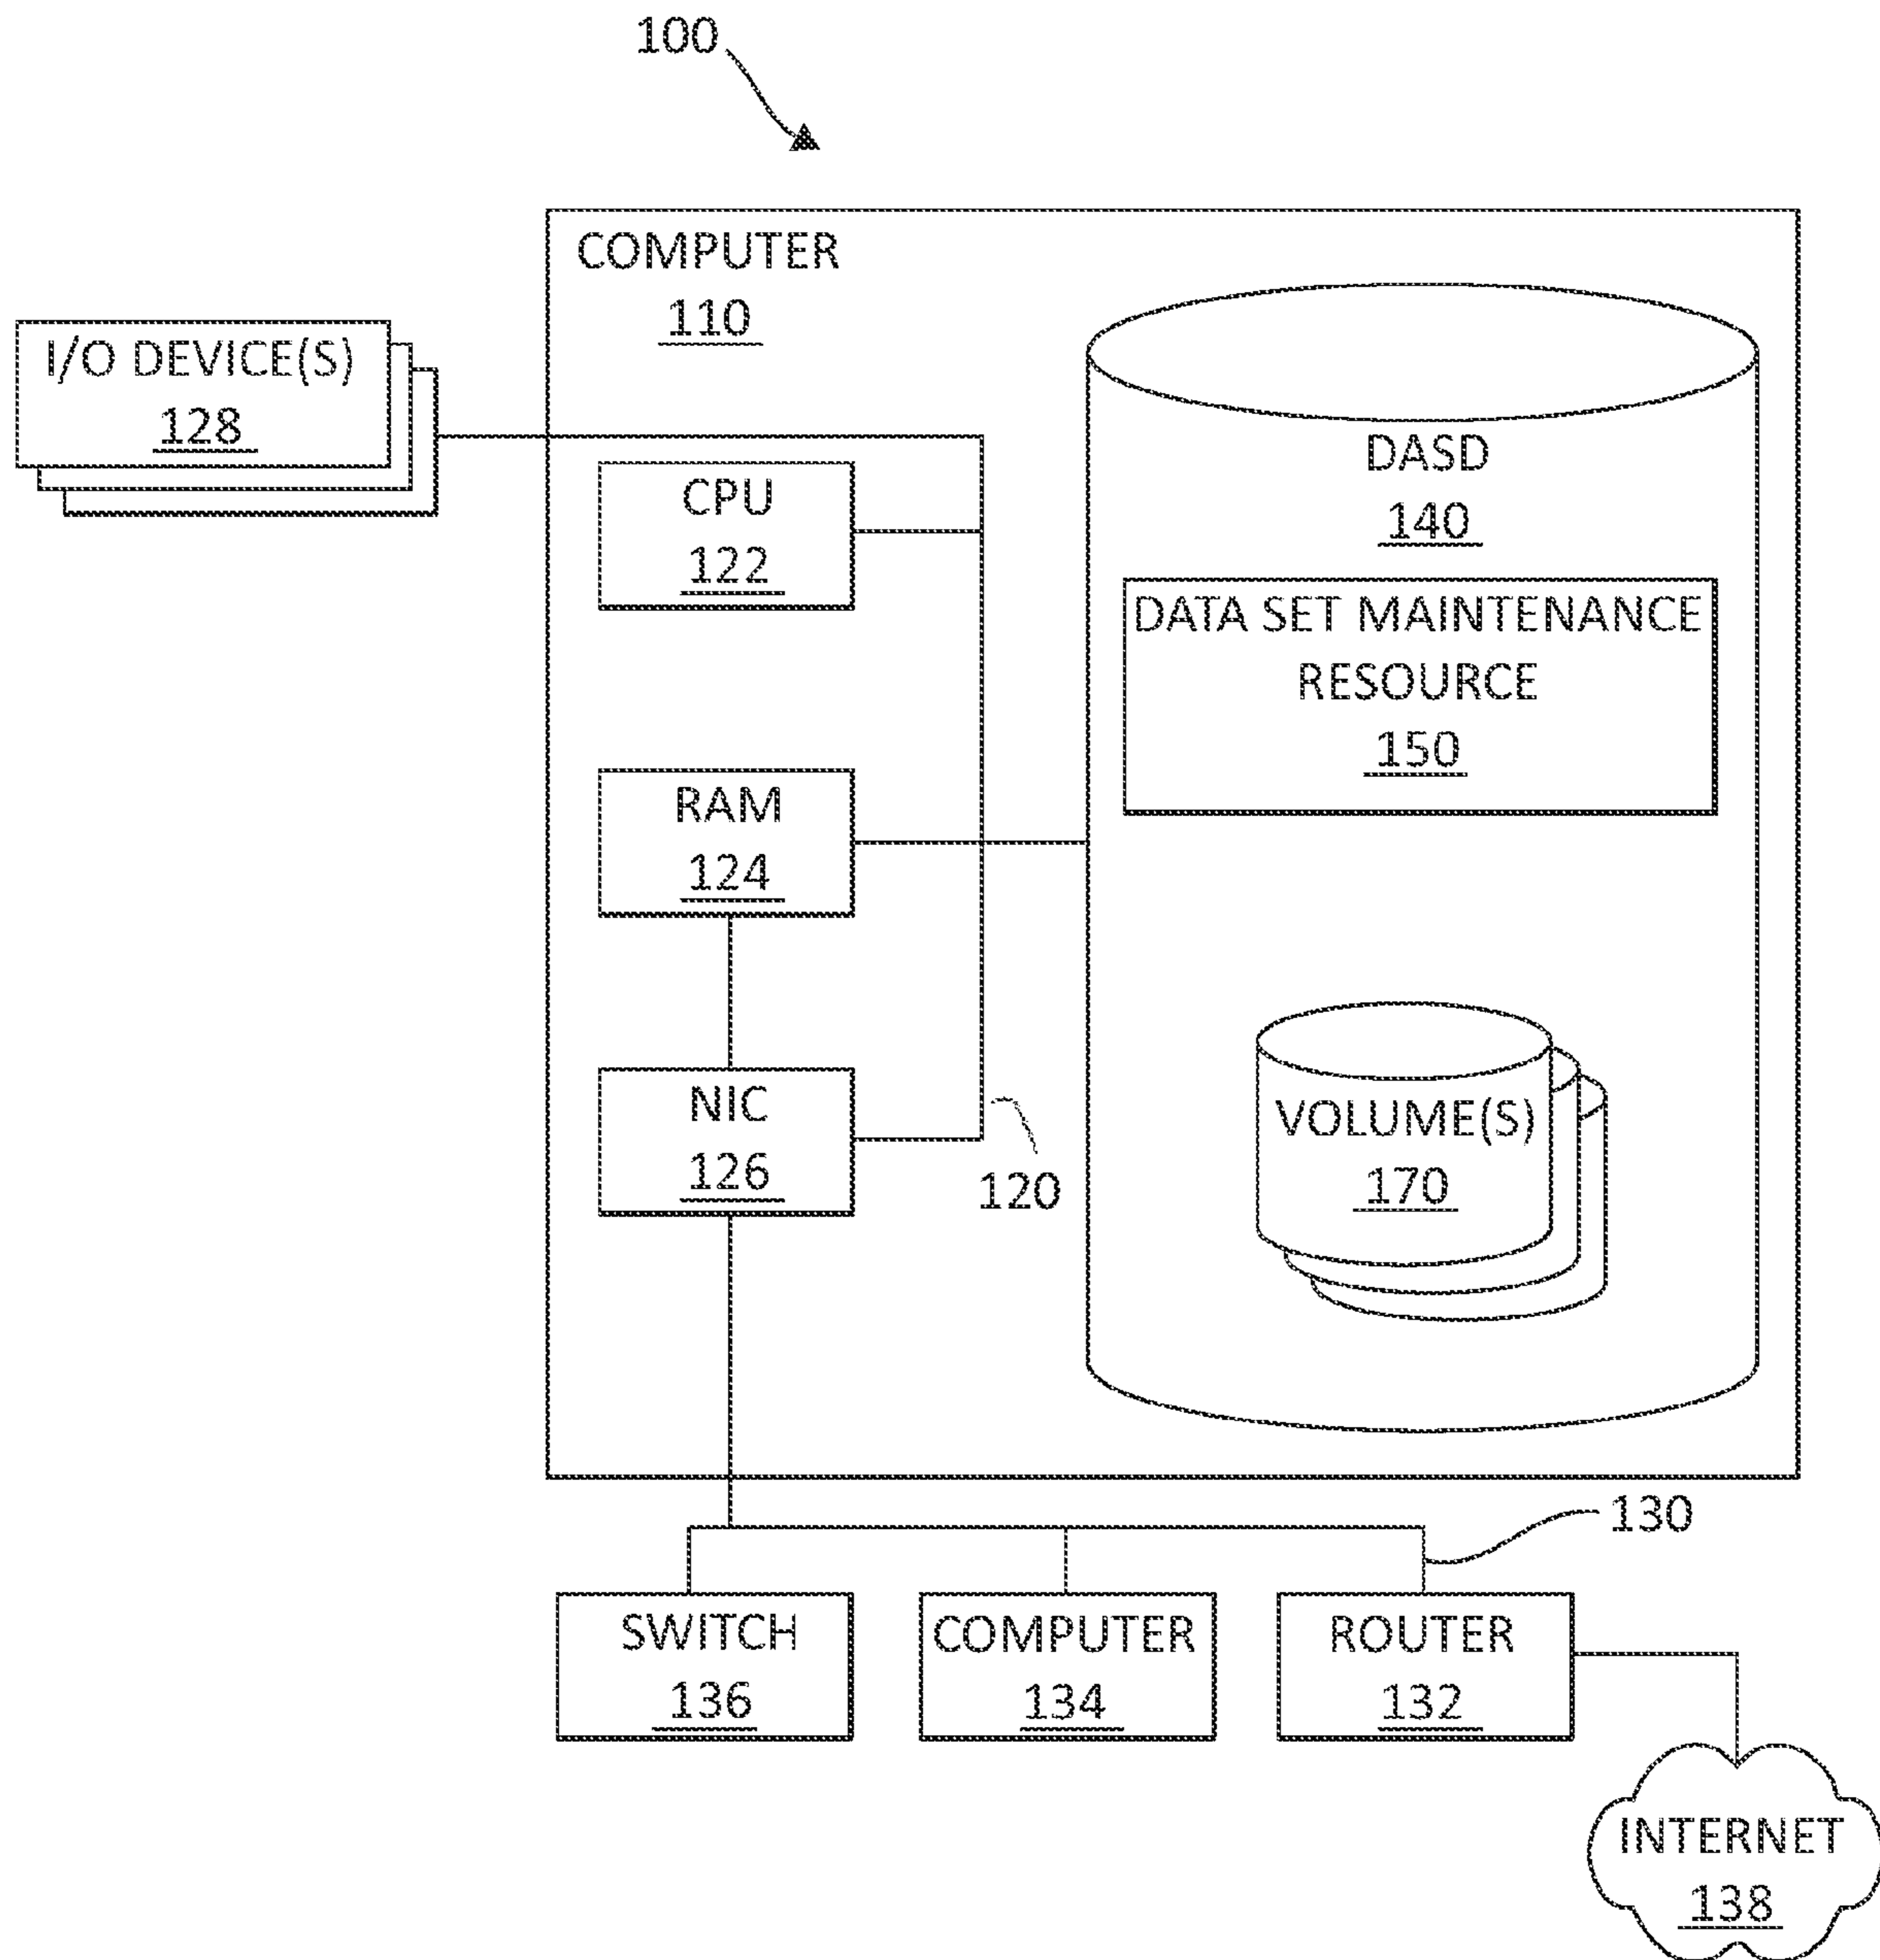 100
COMPUTER
110
I/O DEVICE(S)
128
CPU
122
RAM
124
NIC
126
120
DASD
140
DATA SET MAINTENANCE
RESOURCE
150
VOLUME(S)
170
130
SWITCH
136
COMPUTER
134
ROUTER
132
INTERNET
138